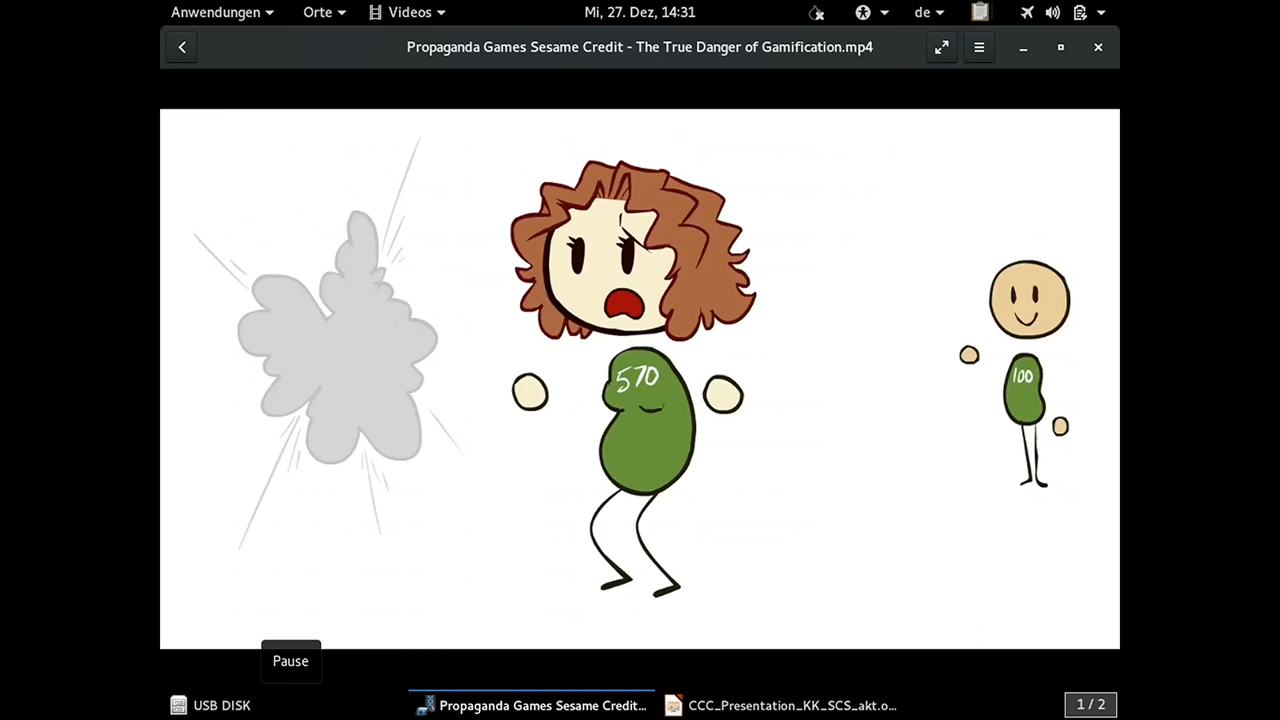 Anwendungen Orte Videos Mi, 27. Dez, 14:31 de
Propaganda Games Sesame Credit - The True Danger of Gamification.mp4
570
100
Pause
USB DISK Propaganda Games Sesame Credit... CCC_Presentation_KK_SCS_akt.o... 1 / 2